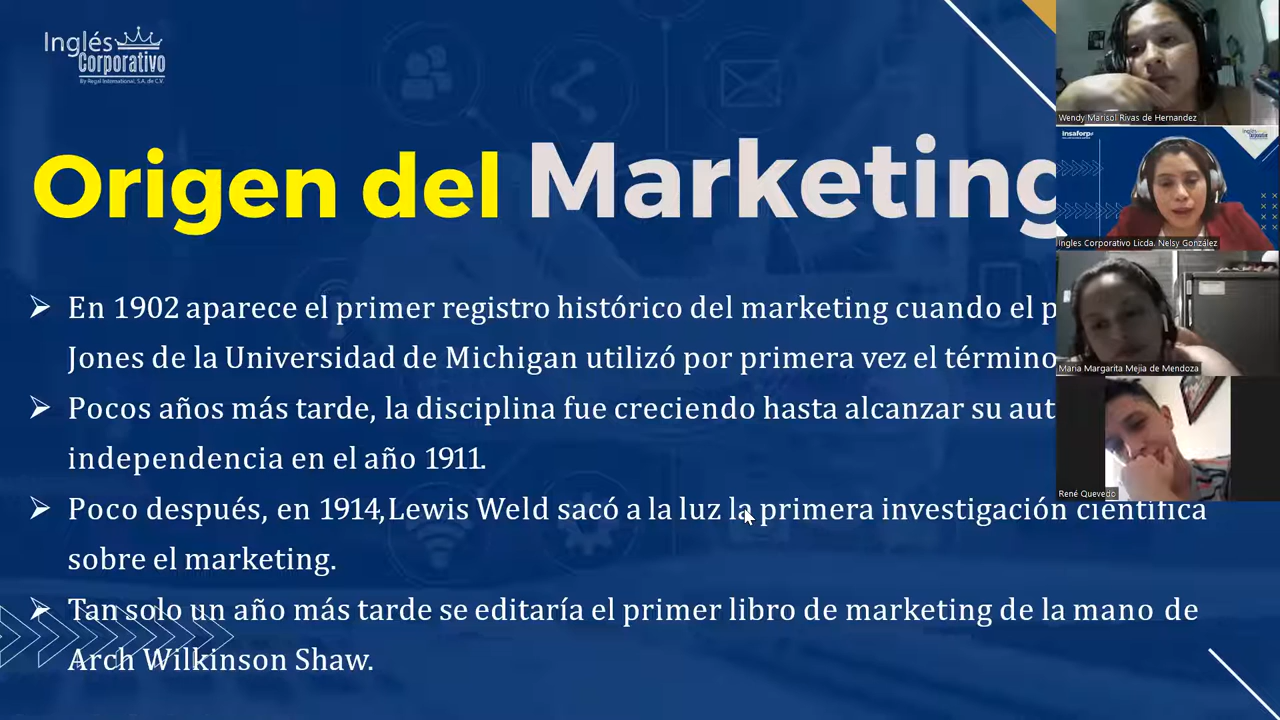 Inglés
Corporativo
By Regal International, S.A. de C.V.
Origen del Marketing
En 1902 aparece el primer registro histórico del marketing cuando el p
Jones de la Universidad de Michigan utilizó por primera vez el término
Pocos años más tarde, la disciplina fue creciendo hasta alcanzar su aut
independencia en el año 1911.
Poco después, en 1914,Lewis Weld sacó a la luz la primera investigación científica
sobre el marketing.
Tan solo un año más tarde se editaría el primer libro de marketing de la mano de
Arch Wilkinson Shaw.
Wendy Marisol Rivas de Hernandez
insaforp
Ingles Corporativo Licda. Nelsy González
Maria Margarita Mejia de Mendoza
René Quevedo